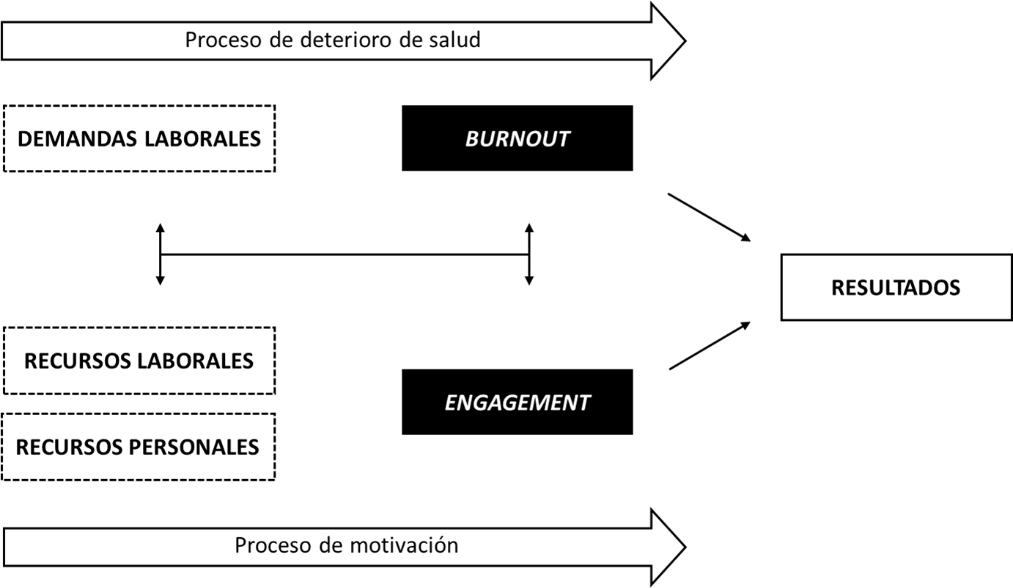 Proceso de deterioro de salud
DEMANDAS LABORALES
BURNOUT
RESULTADOS
RECURSOS LABORALES
ENGAGEMENT
RECURSOS PERSONALES
Proceso de motivación